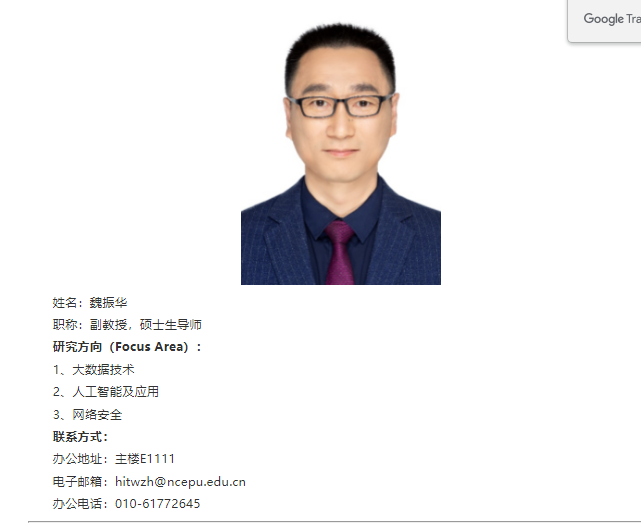 Google Tra
姓名：魏振华
职称：副教授，硕士生导师
研究方向（Focus Area）：
1、大数据技术
2、人工智能及应用
3、网络安全
联系方式：
办公地址：主楼E1111
电子邮箱：hitwzh@ncepu.edu.cn
办公电话：010-61772645